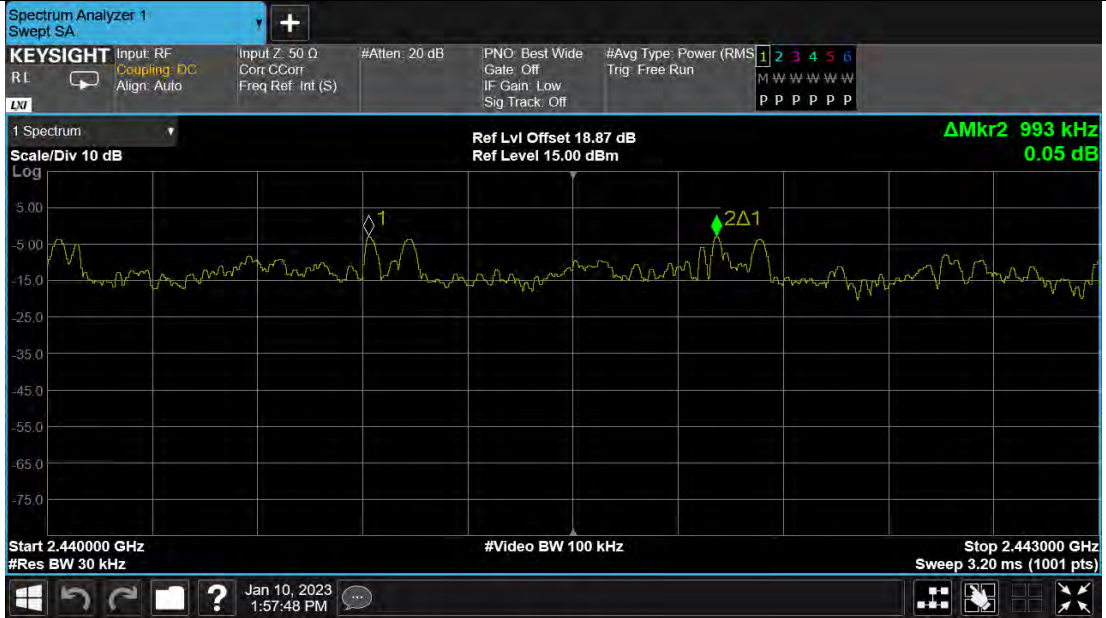 Spectrum Analyzer 1
Swept SA
+
KEYSIGHT
R L
LXI
Input: RF
Coupling: DC
Align: Auto
Input Z: 50 Ω
Corr CCorr
Freq Ref: Int (S)
#Atten: 20 dB
PNO: Best Wide
Gate: Off
IF Gain: Low
Sig Track: Off
#Avg Type: Power (RMS
Trig: Free Run
1 2 3 4 5 6
M W W W W W
P P P P P P
1 Spectrum
Scale/Div 10 dB
Log
Ref Lvl Offset 18.87 dB
Ref Level 15.00 dBm
ΔMkr2 993 kHz
0.05 dB
5.00
-5.00
-15.0
-25.0
-35.0
-45.0
-55.0
-65.0
-75.0
1
2Δ1
Start 2.440000 GHz
#Res BW 30 kHz
#Video BW 100 kHz
Stop 2.443000 GHz
Sweep 3.20 ms (1001 pts)
?
Jan 10, 2023
1:57:48 PM